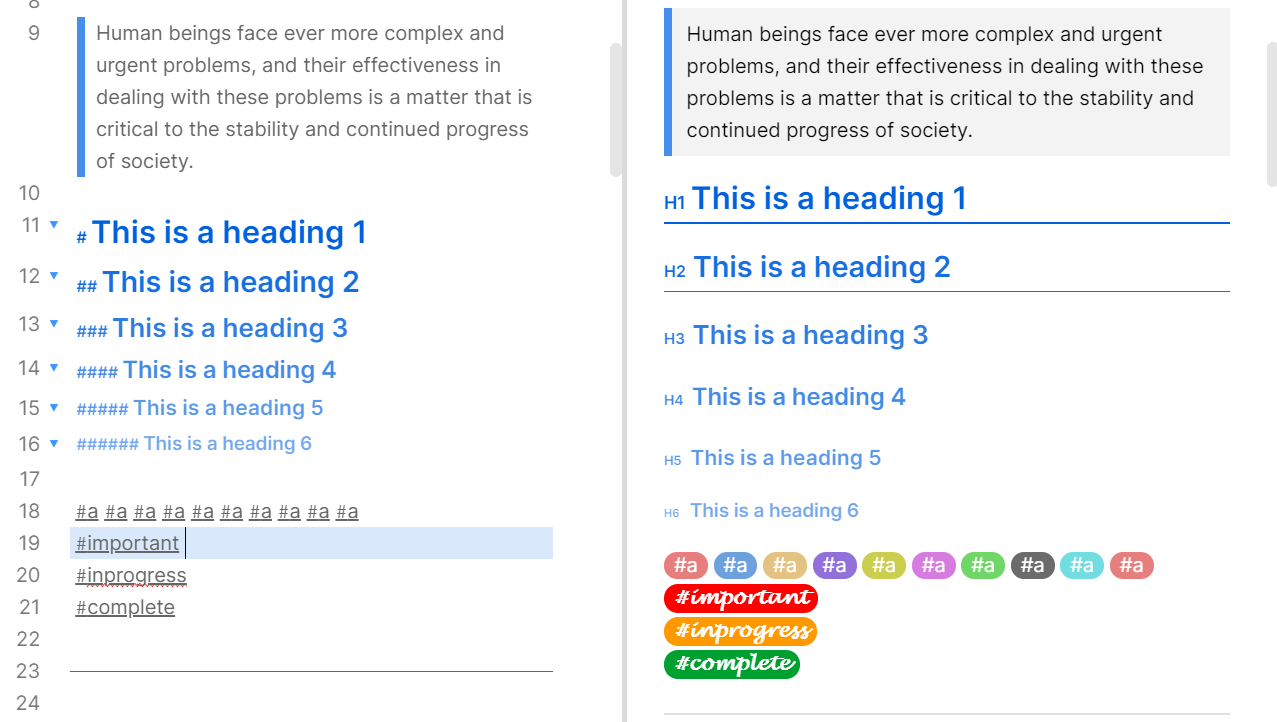 8
9
Human beings face ever more complex and
urgent problems, and their effectiveness in
dealing with these problems is a matter that is
critical to the stability and continued progress
of society.
10
11 # This is a heading 1
12 ## This is a heading 2
13 ### This is a heading 3
14 #### This is a heading 4
15 ##### This is a heading 5
16 ###### This is a heading 6
17
18 #a #a #a #a #a #a #a #a #a #a
19 #important
20 #inprogress
21 #complete
22
23
24
Human beings face ever more complex and urgent
problems, and their effectiveness in dealing with these
problems is a matter that is critical to the stability and
continued progress of society.
H1 This is a heading 1
H2 This is a heading 2
H3 This is a heading 3
H4 This is a heading 4
H5 This is a heading 5
H6 This is a heading 6
#a #a #a #a #a #a #a #a #a #a
#important
#inprogress
#complete